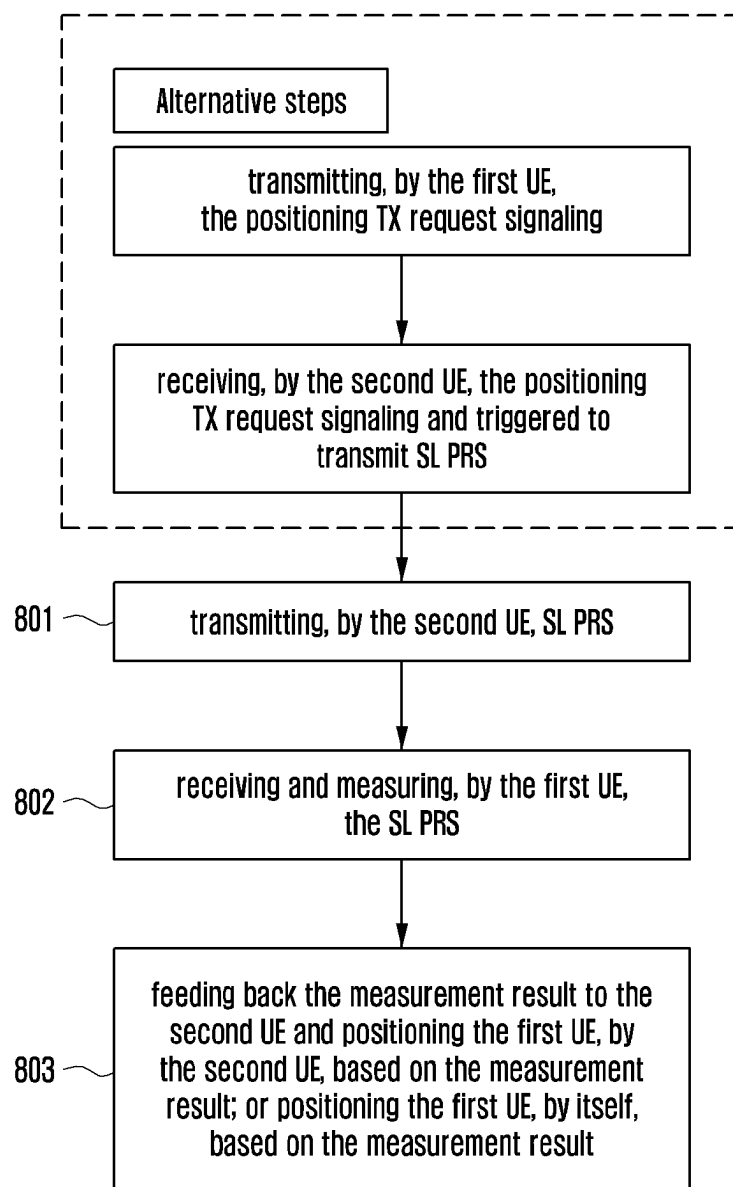 Alternative steps
transmitting, by the first UE,
the positioning TX request signaling
receiving, by the second UE, the positioning
TX request signaling and triggered to
transmit SL PRS
801
transmitting, by the second UE, SL PRS
802
receiving and measuring, by the first UE,
the SL PRS
803
feeding back the measurement result to the
second UE and positioning the first UE, by
the second UE, based on the measurement
result; or positioning the first UE, by itself,
based on the measurement result